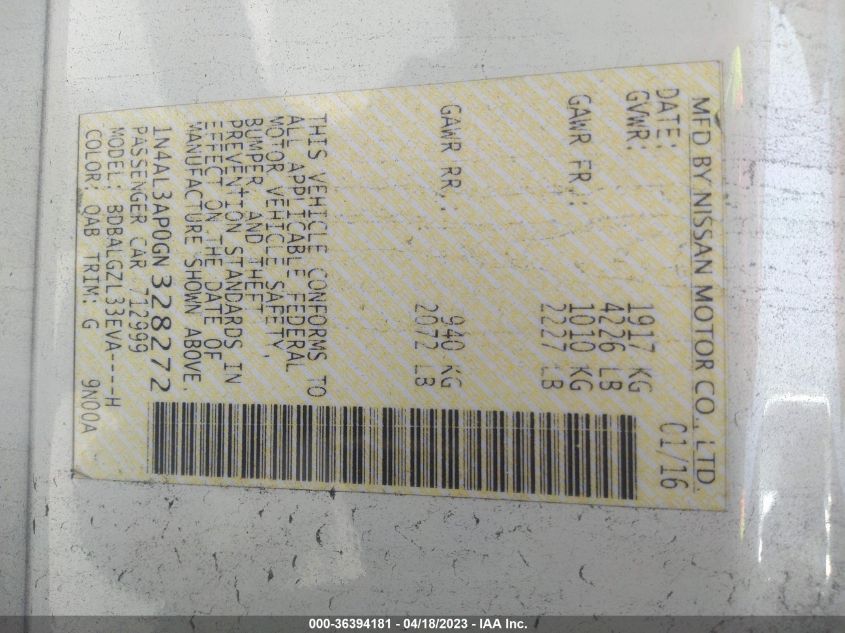 MFD BY NISSAN MOTOR CO., LTD.
DATE: 01/16
GVWR: 1917 KG
4226 LB
GAWR FR.: 1010 KG
2227 LB
GAWR RR.: 940 KG
2072 LB
THIS VEHICLE CONFORMS TO
ALL APPLICABLE FEDERAL
MOTOR VEHICLE SAFETY,
BUMPER, AND THEFT
PREVENTION STANDARDS IN
EFFECT ON THE DATE OF
MANUFACTURE SHOWN ABOVE.
1N4AL3AP0GN328272
PASSENGER CAR 712999
MODEL: BDBALGZL33EVA----H
COLOR: QAB TRIM: G 9N00A
000-36394181 - 04/18/2023 - IAA Inc.